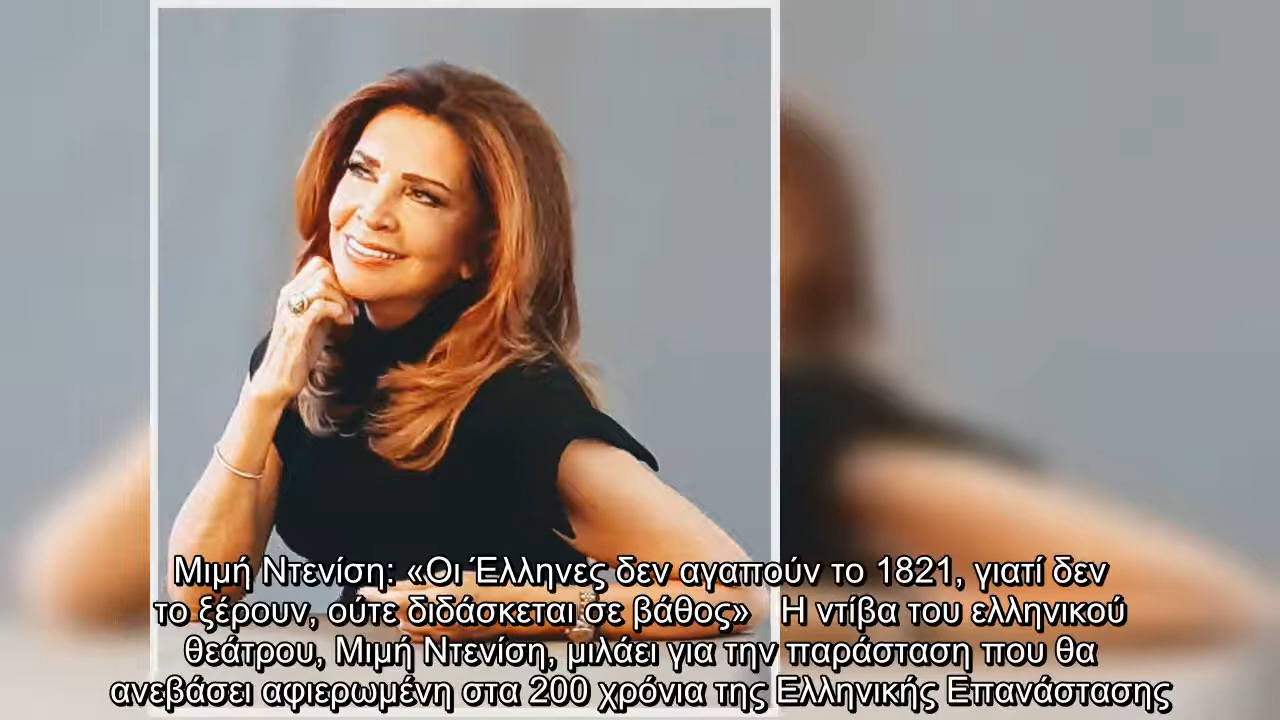 Μιμή Ντενίση: «Οι Έλληνες δεν αγαπούν το 1821, γιατί δεν
το ξέρουν, ούτε διδάσκεται σε βάθος» Η ντίβα του ελληνικού
θεάτρου, Μιμή Ντενίση, μιλάει για την παράσταση που θα
ανεβάσει αφιερωμένη στα 200 χρόνια της Ελληνικής Επανάστασης